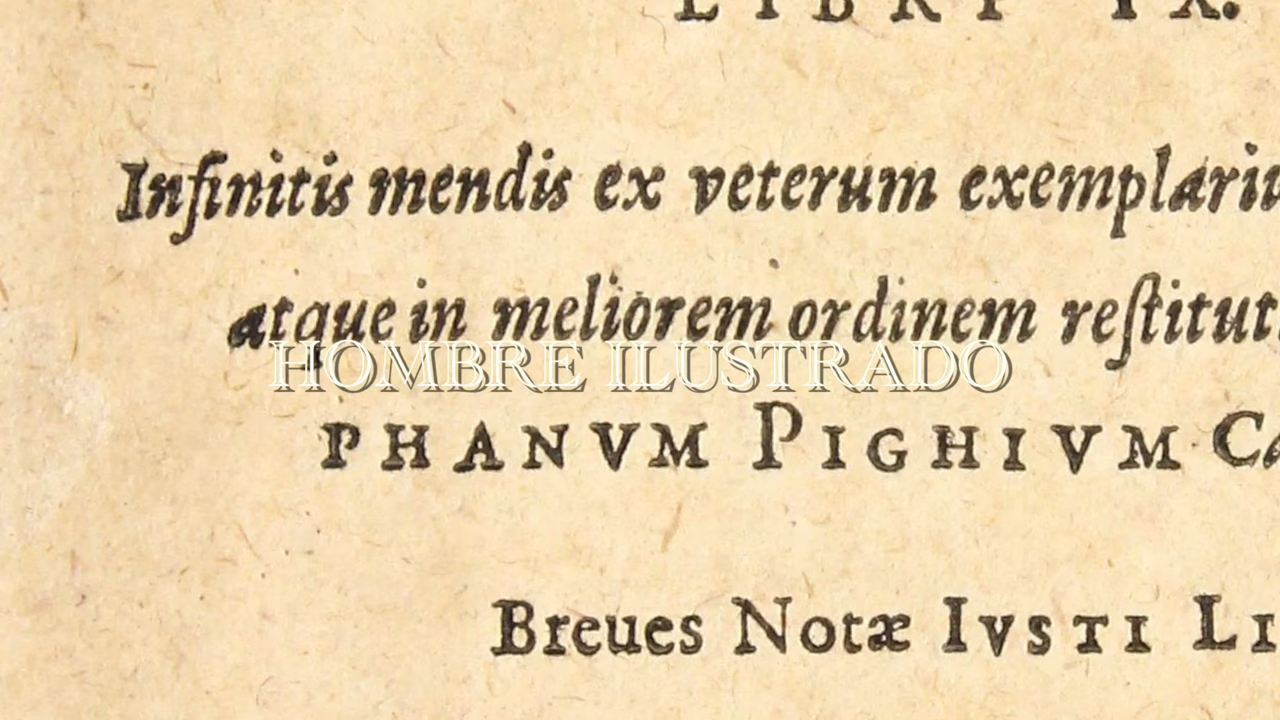 LIBRI IX.
Infinitis mendis ex veterum exemplariu
atque in meliorem ordinem reſtitut
HOMBRE ILUSTRADO
PHANVM PIGHIVM Ca
Breues Notæ IVSTI LI